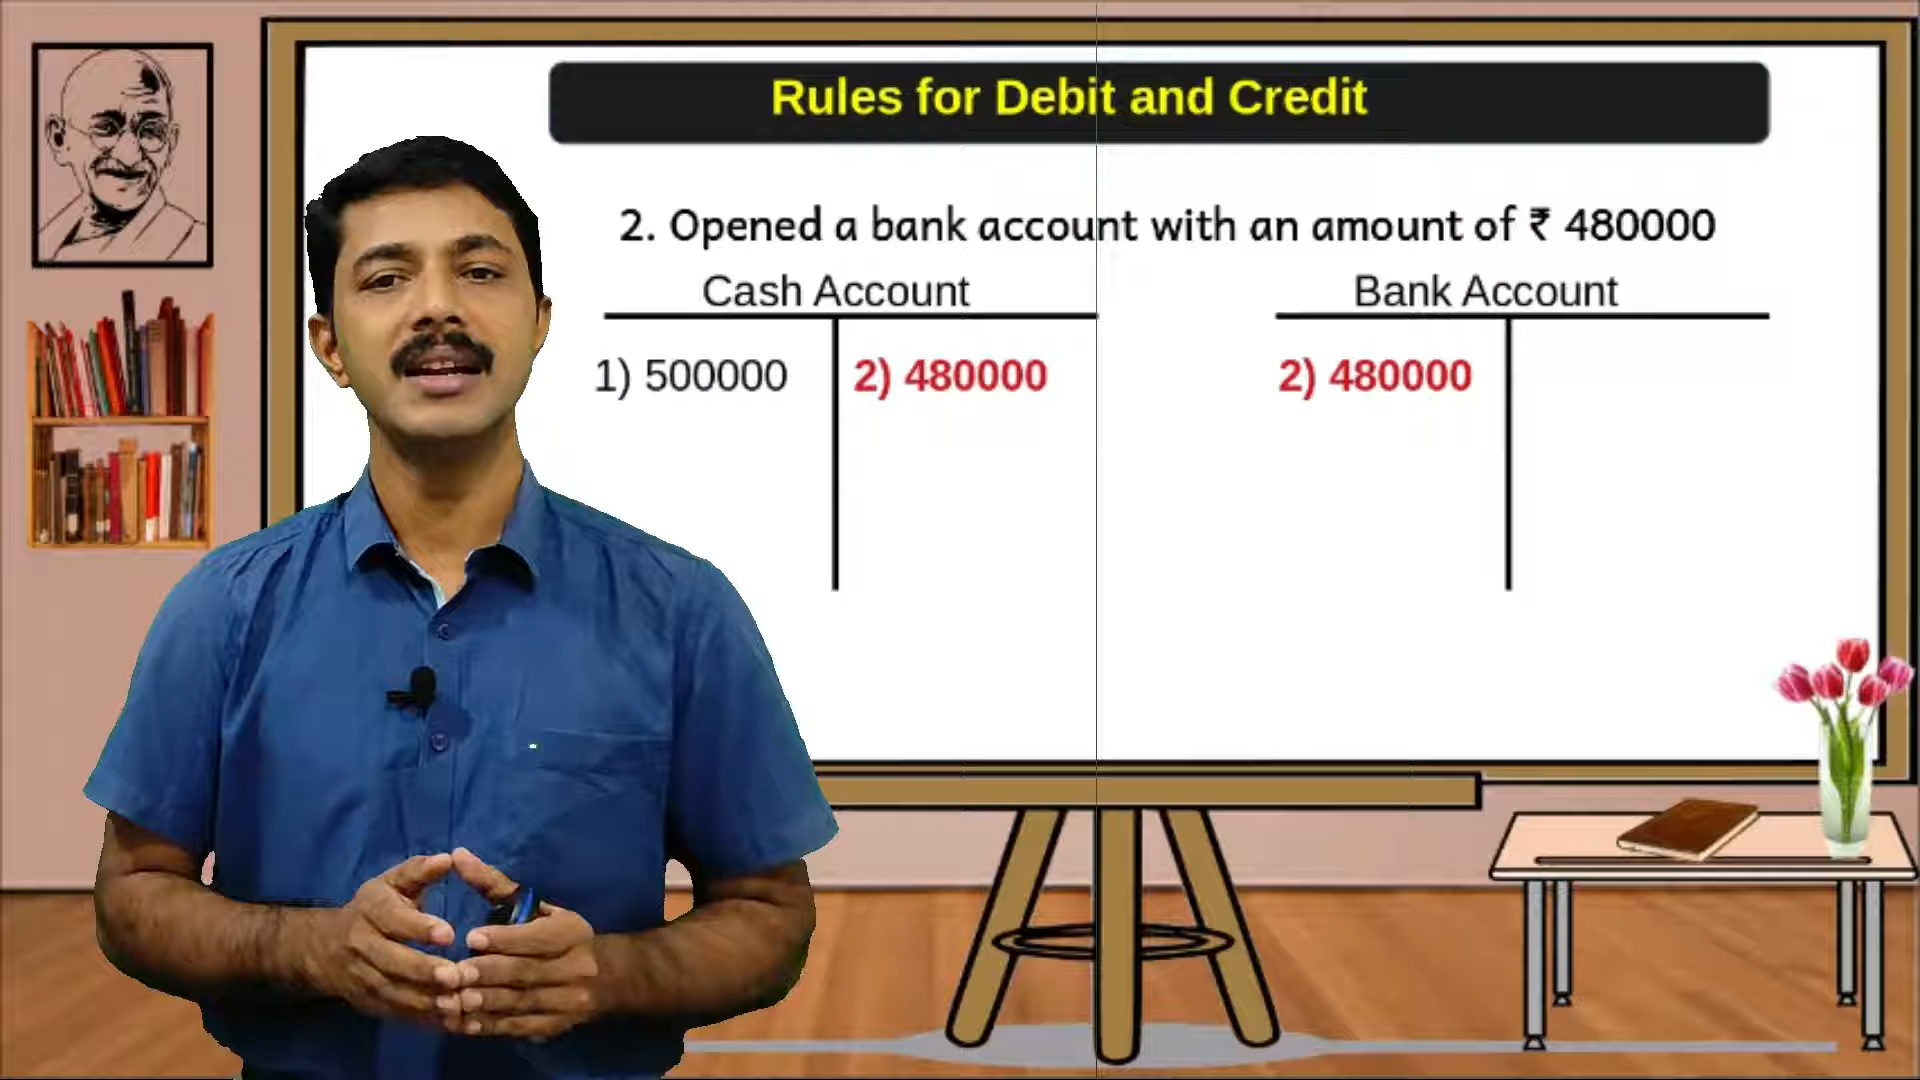 Rules for Debit and Credit
2. Opened a bank account with an amount of ₹ 480000
Cash Account
1) 500000 2) 480000
Bank Account
2) 480000